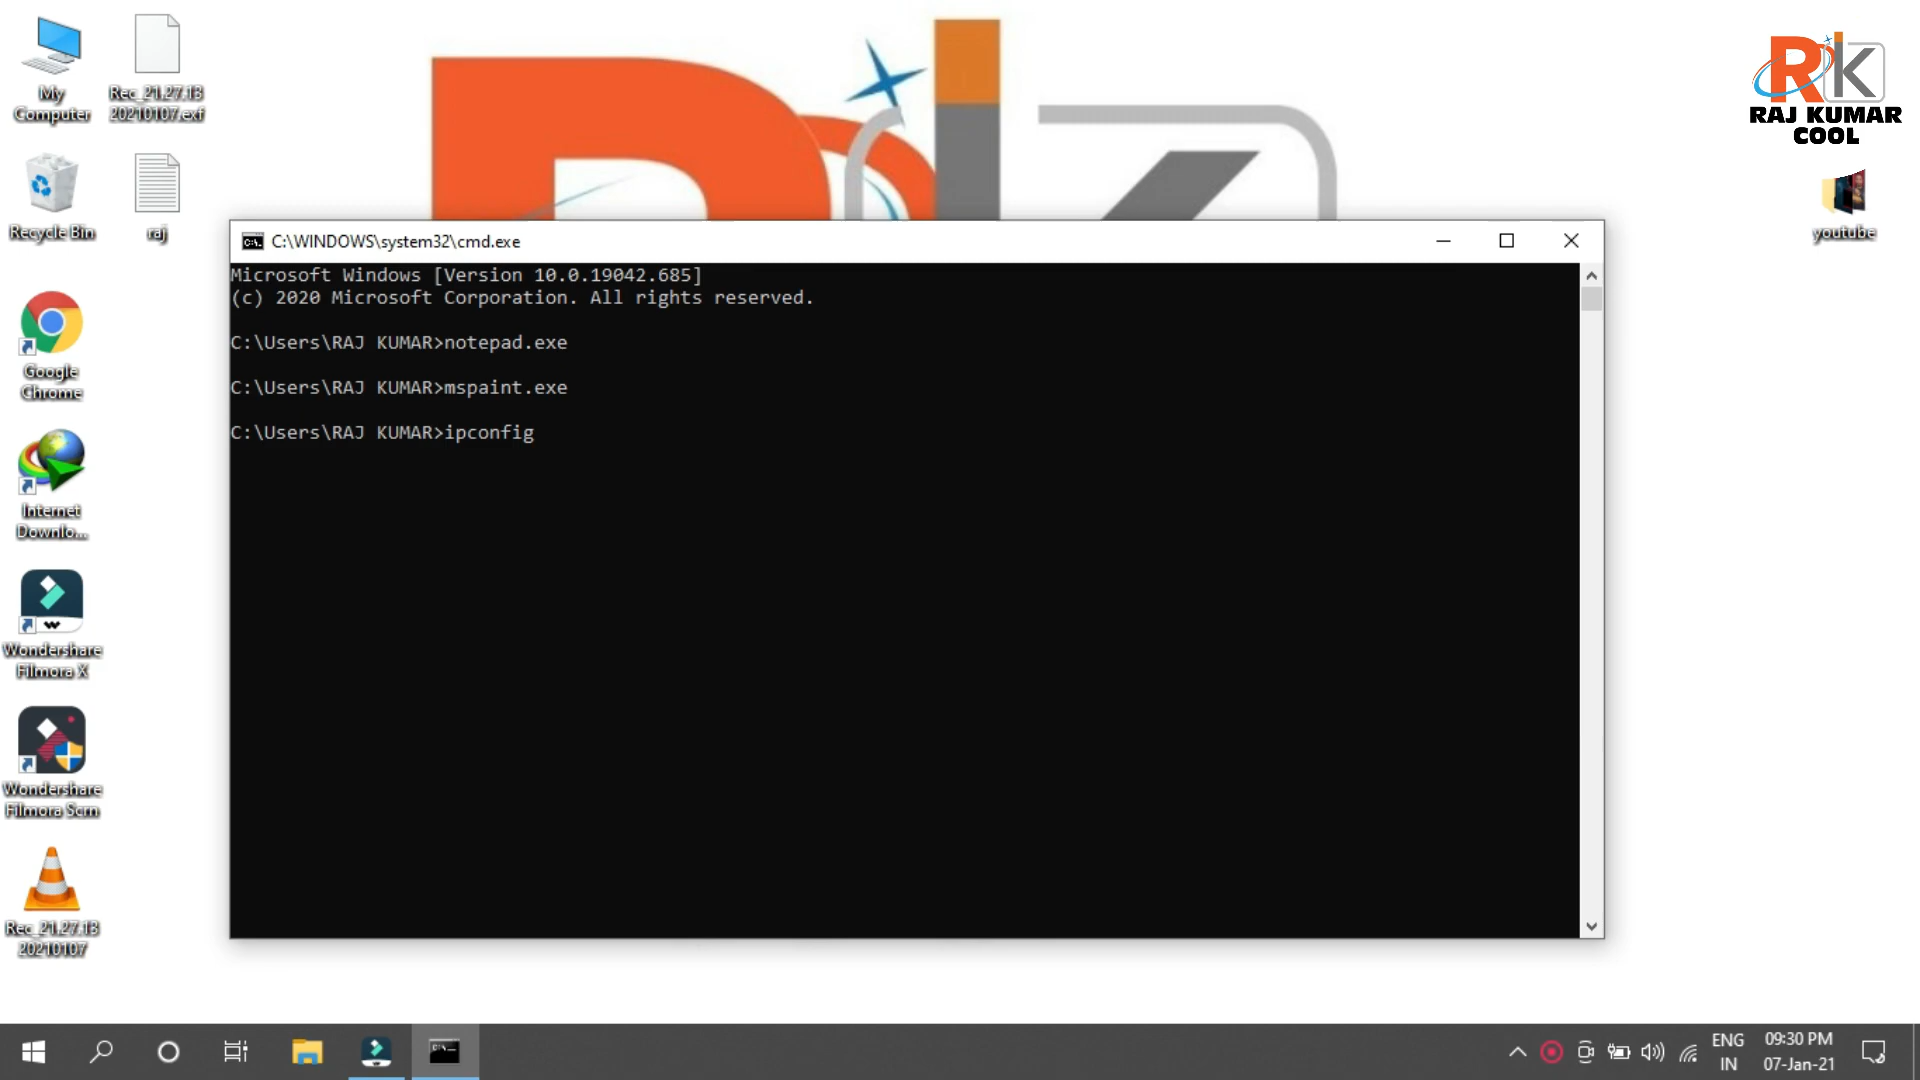 My
Computer
Rec_21.27.13
20210107.exf
Recycle Bin
raj
Google
Chrome
Internet
Downlo...
Wondershare
Filmora X
Wondershare
Filmora Scrn
Rec_21.27.13
20210107
RK
RAJ KUMAR
COOL
youtube
C:\WINDOWS\system32\cmd.exe
Microsoft Windows [Version 10.0.19042.685]
(c) 2020 Microsoft Corporation. All rights reserved.
C:\Users\RAJ KUMAR>notepad.exe
C:\Users\RAJ KUMAR>mspaint.exe
C:\Users\RAJ KUMAR>ipconfig
ENG
IN
09:30 PM
07-Jan-21